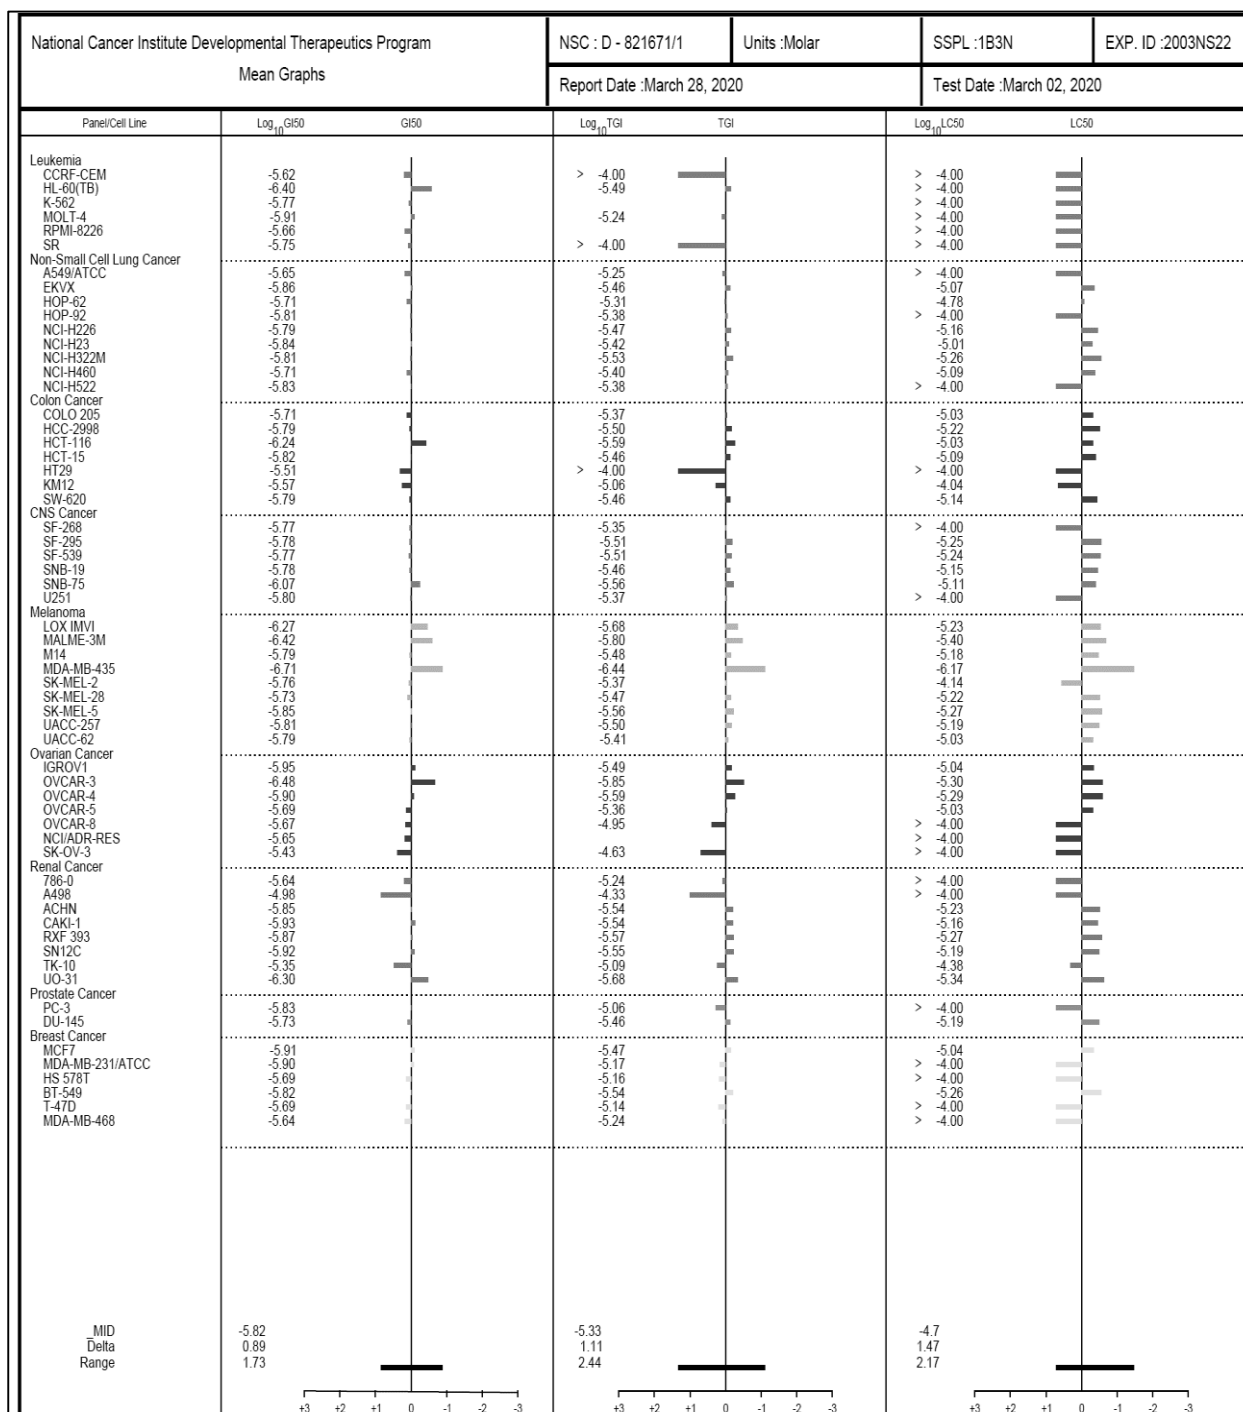 National Cancer Institute Developmental Therapeutics Program
Mean Graphs
NSC : D - 821671/1
Units :Molar
SSPL :1B3N
EXP. ID :2003NS22
Report Date :March 28, 2020
Test Date :March 02, 2020
Panel/Cell Line Log10GI50 GI50 Log10TGI TGI Log10LC50 LC50
Leukemia
CCRF-CEM -5.62 > -4.00 > -4.00
HL-60(TB) -6.40 -5.49 > -4.00
K-562 -5.77 > -4.00
MOLT-4 -5.91 -5.24 > -4.00
RPMI-8226 -5.66 > -4.00
SR -5.75 > -4.00 > -4.00
Non-Small Cell Lung Cancer
A549/ATCC -5.65 -5.25 > -4.00
EKVX -5.86 -5.46 -5.07
HOP-62 -5.71 -5.31 -4.78
HOP-92 -5.81 -5.38 > -4.00
NCI-H226 -5.79 -5.47 -5.16
NCI-H23 -5.84 -5.42 -5.01
NCI-H322M -5.81 -5.53 -5.26
NCI-H460 -5.71 -5.40 -5.09
NCI-H522 -5.83 -5.38 > -4.00
Colon Cancer
COLO 205 -5.71 -5.37 -5.03
HCC-2998 -5.79 -5.50 -5.22
HCT-116 -6.24 -5.59 -5.03
HCT-15 -5.82 -5.46 -5.09
HT29 -5.51 > -4.00 > -4.00
KM12 -5.57 -5.06 -4.04
SW-620 -5.79 -5.46 -5.14
CNS Cancer
SF-268 -5.77 -5.35 > -4.00
SF-295 -5.78 -5.51 -5.25
SF-539 -5.77 -5.51 -5.24
SNB-19 -5.78 -5.46 -5.15
SNB-75 -6.07 -5.56 -5.11
U251 -5.80 -5.37 > -4.00
Melanoma
LOX IMVI -6.27 -5.68 -5.23
MALME-3M -6.42 -5.80 -5.40
M14 -5.79 -5.48 -5.18
MDA-MB-435 -6.71 -6.44 -6.17
SK-MEL-2 -5.76 -5.37 -4.14
SK-MEL-28 -5.73 -5.47 -5.22
SK-MEL-5 -5.85 -5.56 -5.27
UACC-257 -5.81 -5.50 -5.19
UACC-62 -5.79 -5.41 -5.03
Ovarian Cancer
IGROV1 -5.95 -5.49 -5.04
OVCAR-3 -6.48 -5.85 -5.30
OVCAR-4 -5.90 -5.59 -5.29
OVCAR-5 -5.69 -5.36 -5.03
OVCAR-8 -5.67 -4.95 > -4.00
NCI/ADR-RES -5.65 > -4.00
SK-OV-3 -5.43 -4.63 > -4.00
Renal Cancer
786-0 -5.64 -5.24 > -4.00
A498 -4.98 -4.33 > -4.00
ACHN -5.85 -5.54 -5.23
CAKI-1 -5.93 -5.54 -5.16
RXF 393 -5.87 -5.57 -5.27
SN12C -5.92 -5.55 -5.19
TK-10 -5.35 -5.09 -4.38
UO-31 -6.30 -5.68 -5.34
Prostate Cancer
PC-3 -5.83 -5.06 > -4.00
DU-145 -5.73 -5.46 -5.19
Breast Cancer
MCF7 -5.91 -5.47 -5.04
MDA-MB-231/ATCC -5.90 -5.17 > -4.00
HS 578T -5.69 -5.16 > -4.00
BT-549 -5.82 -5.54 -5.26
T-47D -5.69 -5.14 > -4.00
MDA-MB-468 -5.64 -5.24 > -4.00
_MID -5.82 -5.33 -4.7
Delta 0.89 1.11 1.47
Range 1.73 2.44 2.17
+3 +2 +1 0 -1 -2 -3 +3 +2 +1 0 -1 -2 -3 +3 +2 +1 0 -1 -2 -3